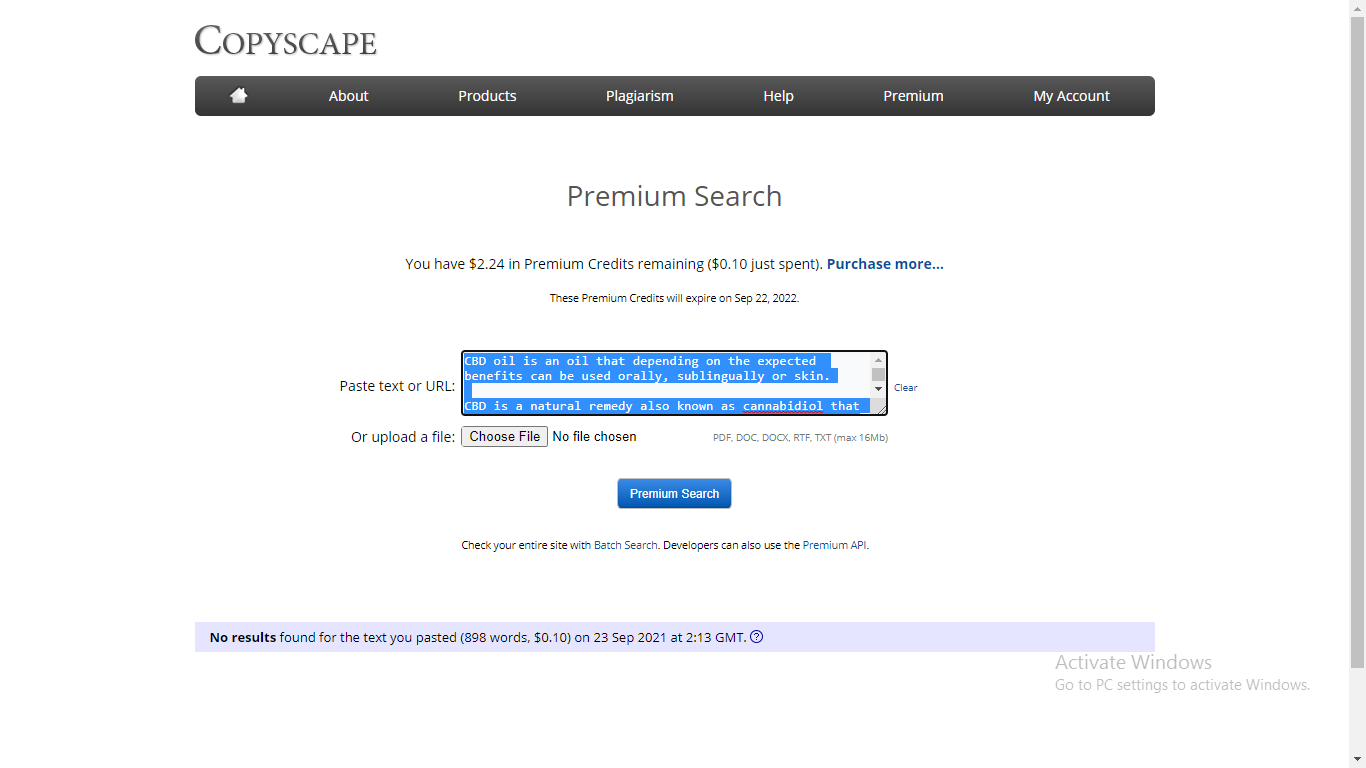 COPYSCAPE
About Products Plagiarism Help Premium My Account
Premium Search
You have $2.24 in Premium Credits remaining ($0.10 just spent). Purchase more...
These Premium Credits will expire on Sep 22, 2022.
Paste text or URL:
CBD oil is an oil that depending on the expected
benefits can be used orally, sublingually or skin.
CBD is a natural remedy also known as cannabidiol that
Clear
Or upload a file: Choose File No file chosen PDF, DOC, DOCX, RTF, TXT (max 16Mb)
Premium Search
Check your entire site with Batch Search. Developers can also use the Premium API.
No results found for the text you pasted (898 words, $0.10) on 23 Sep 2021 at 2:13 GMT. ?
Activate Windows
Go to PC settings to activate Windows.